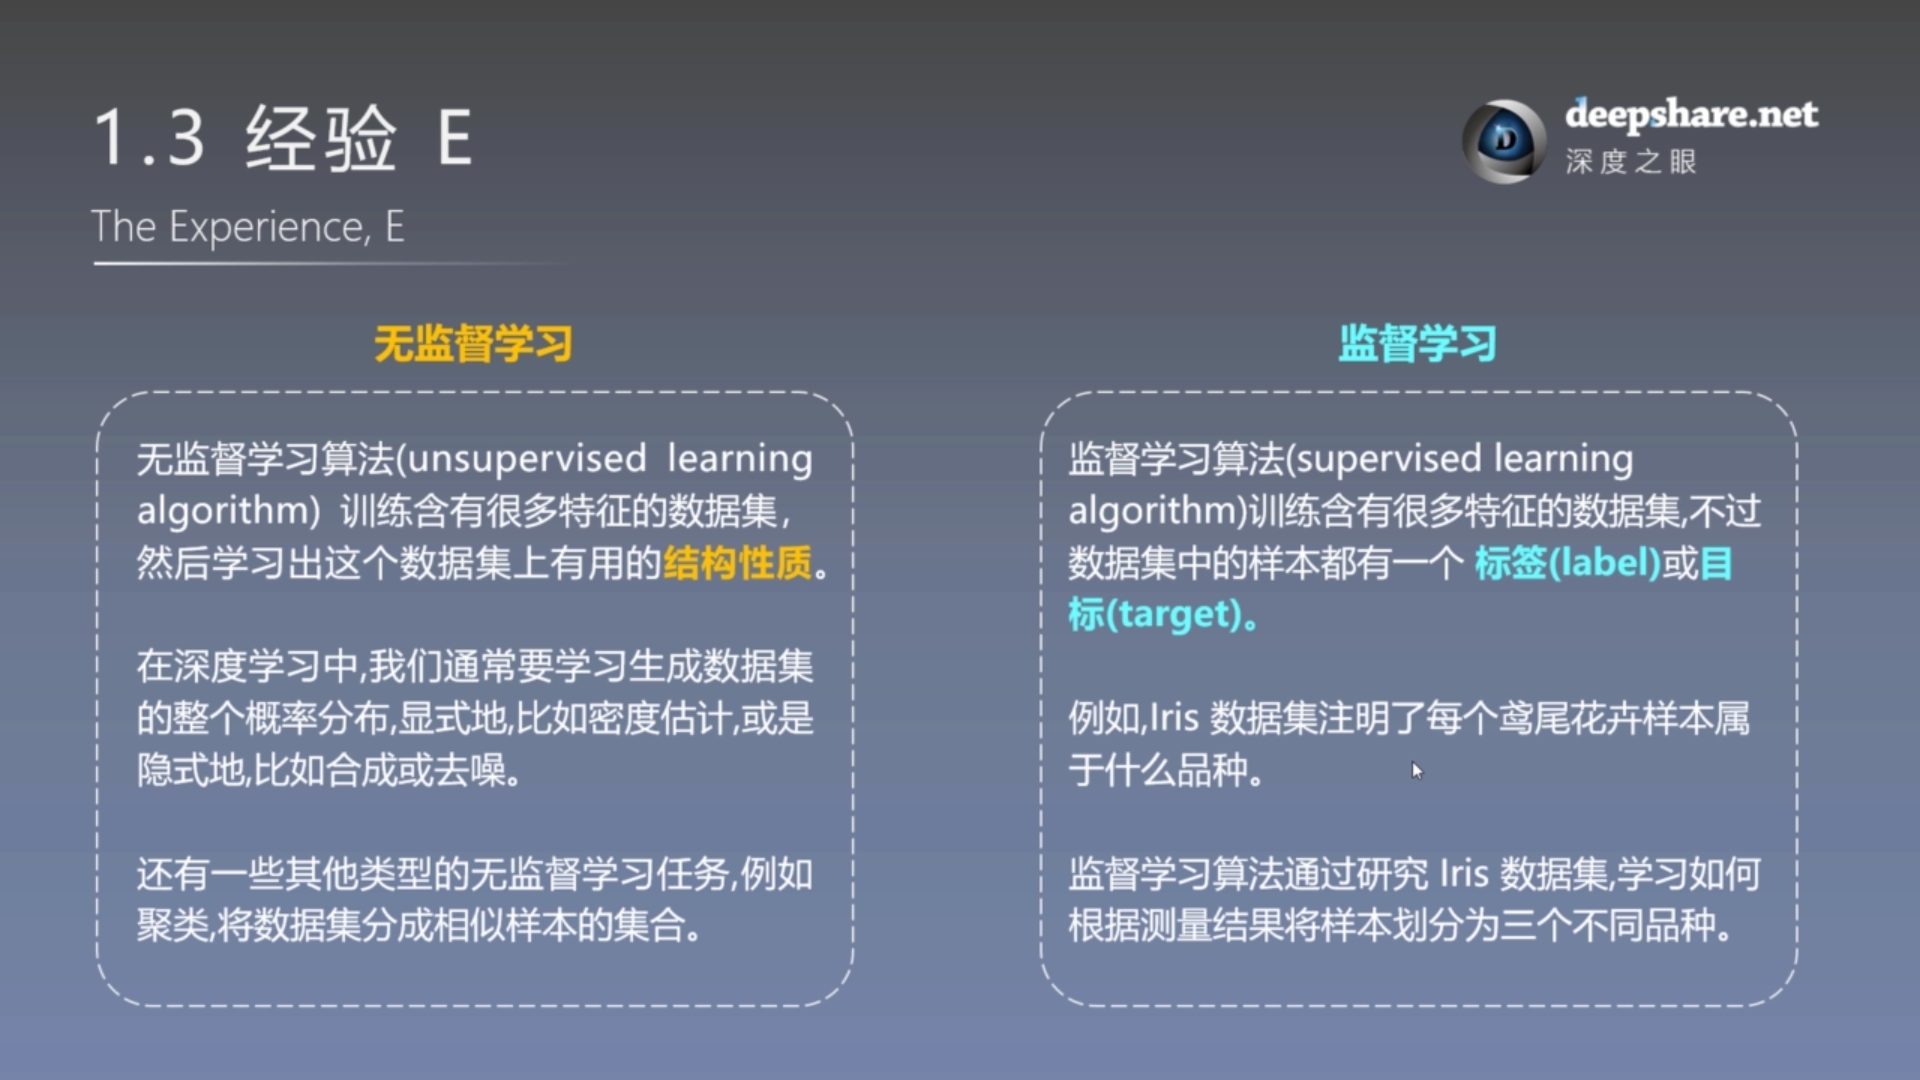 1.3 经验 E
The Experience, E
deepshare.net
深度之眼
无监督学习
无监督学习算法(unsupervised learning
algorithm) 训练含有很多特征的数据集，
然后学习出这个数据集上有用的结构性质。
在深度学习中,我们通常要学习生成数据集
的整个概率分布,显式地,比如密度估计,或是
隐式地,比如合成或去噪。
还有一些其他类型的无监督学习任务,例如
聚类,将数据集分成相似样本的集合。
监督学习
监督学习算法(supervised learning
algorithm)训练含有很多特征的数据集,不过
数据集中的样本都有一个 标签(label)或目
标(target)。
例如,Iris 数据集注明了每个鸢尾花卉样本属
于什么品种。
监督学习算法通过研究 Iris 数据集,学习如何
根据测量结果将样本划分为三个不同品种。